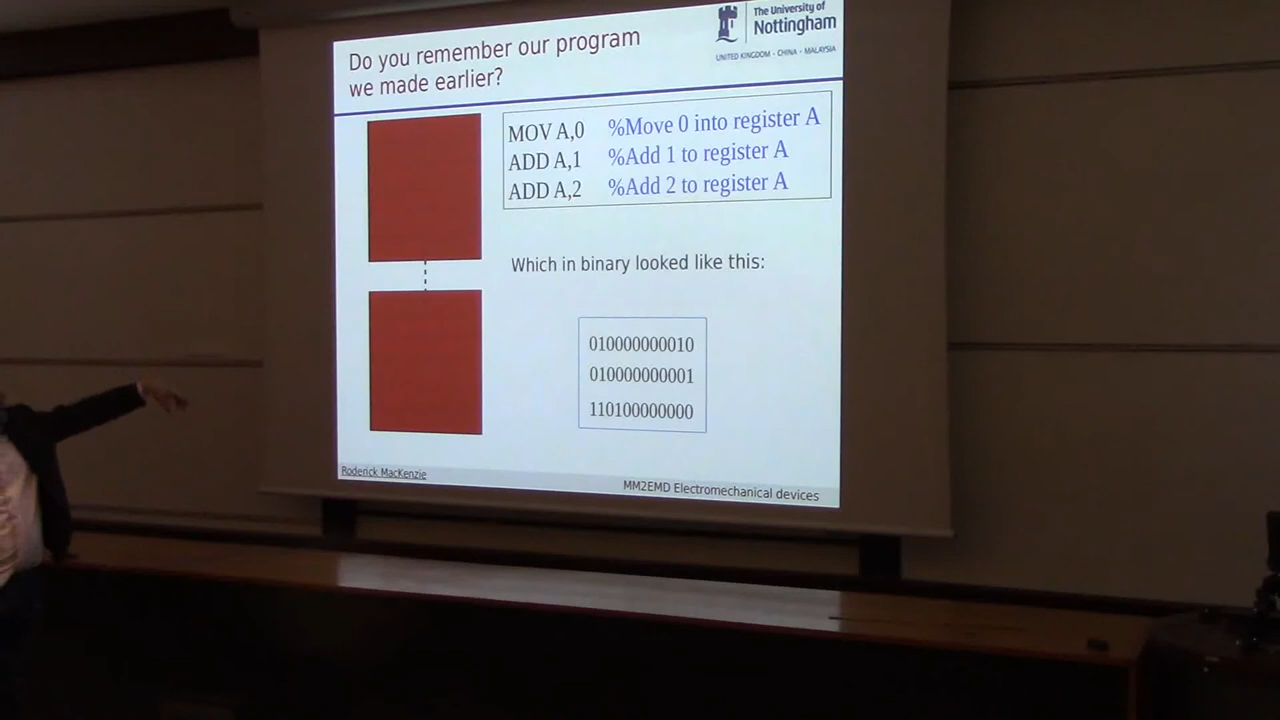 Do you remember our program
we made earlier?
The University of
Nottingham
UNITED KINGDOM · CHINA · MALAYSIA
MOV A,0 %Move 0 into register A
ADD A,1 %Add 1 to register A
ADD A,2 %Add 2 to register A
Which in binary looked like this:
010000000010
010000000001
110100000000
Roderick MacKenzie
MM2EMD Electromechanical devices